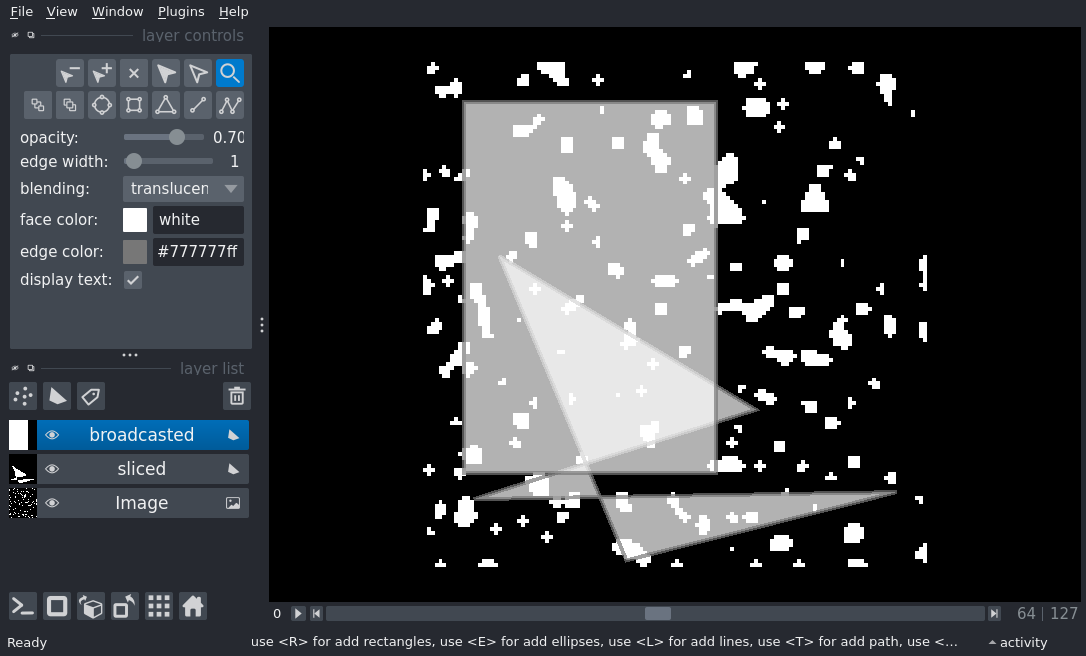 File View Window Plugins Help
layer controls
opacity: 0.70
edge width: 1
blending: translucen
face color: white
edge color: #777777ff
display text:
layer list
broadcasted
sliced
Image
0 64 | 127
Ready use <R> for add rectangles, use <E> for add ellipses, use <L> for add lines, use <T> for add path, use <... activity